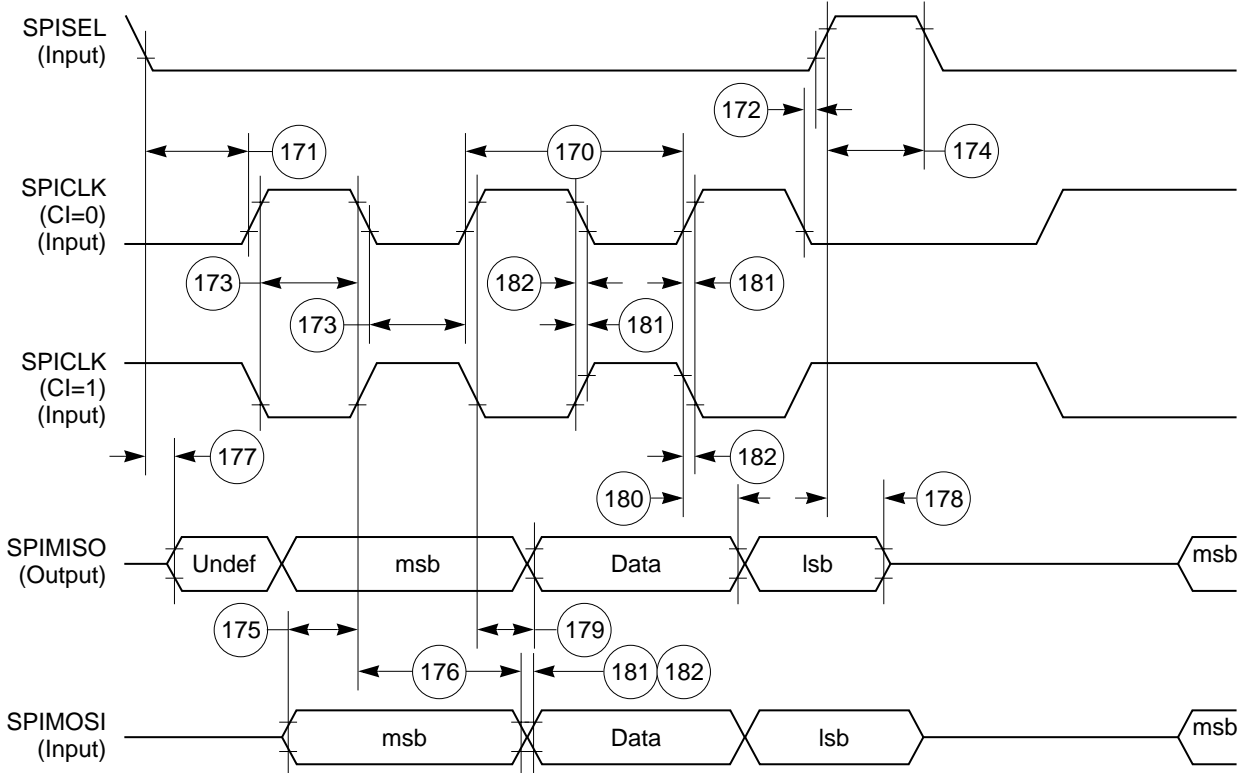 SPISEL
(Input)
172
171
170
174
SPICLK
(CI=0)
(Input)
173
182
181
173
181
SPICLK
(CI=1)
(Input)
177
182
180
178
SPIMISO
(Output)
Undef
msb
Data
lsb
msb
175
179
176
181
182
SPIMOSI
(Input)
msb
Data
lsb
msb